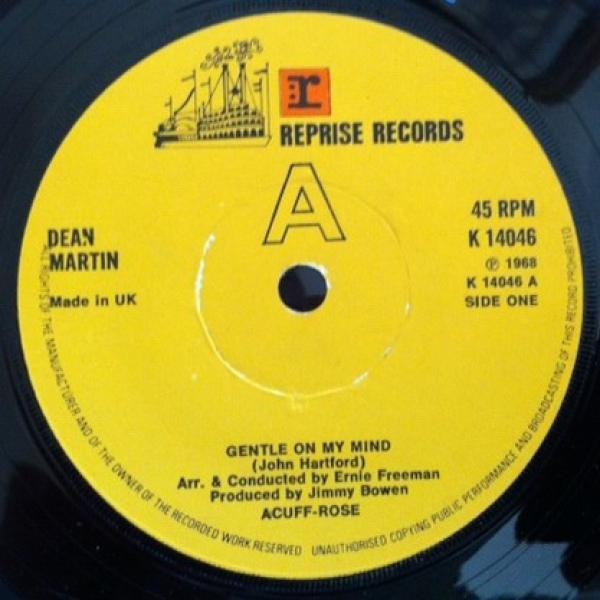 r
REPRISE RECORDS
A
DEAN
MARTIN
Made in UK
45 RPM
K 14046
℗ 1968
K 14046 A
SIDE ONE
GENTLE ON MY MIND
(John Hartford)
Arr. & Conducted by Ernie Freeman
Produced by Jimmy Bowen
ACUFF-ROSE
ALL RIGHTS OF THE MANUFACTURER AND OF THE OWNER OF THE RECORDED WORK RESERVED UNAUTHORISED COPYING PUBLIC PERFORMANCE AND BROADCASTING OF THIS RECORD PROHIBITED